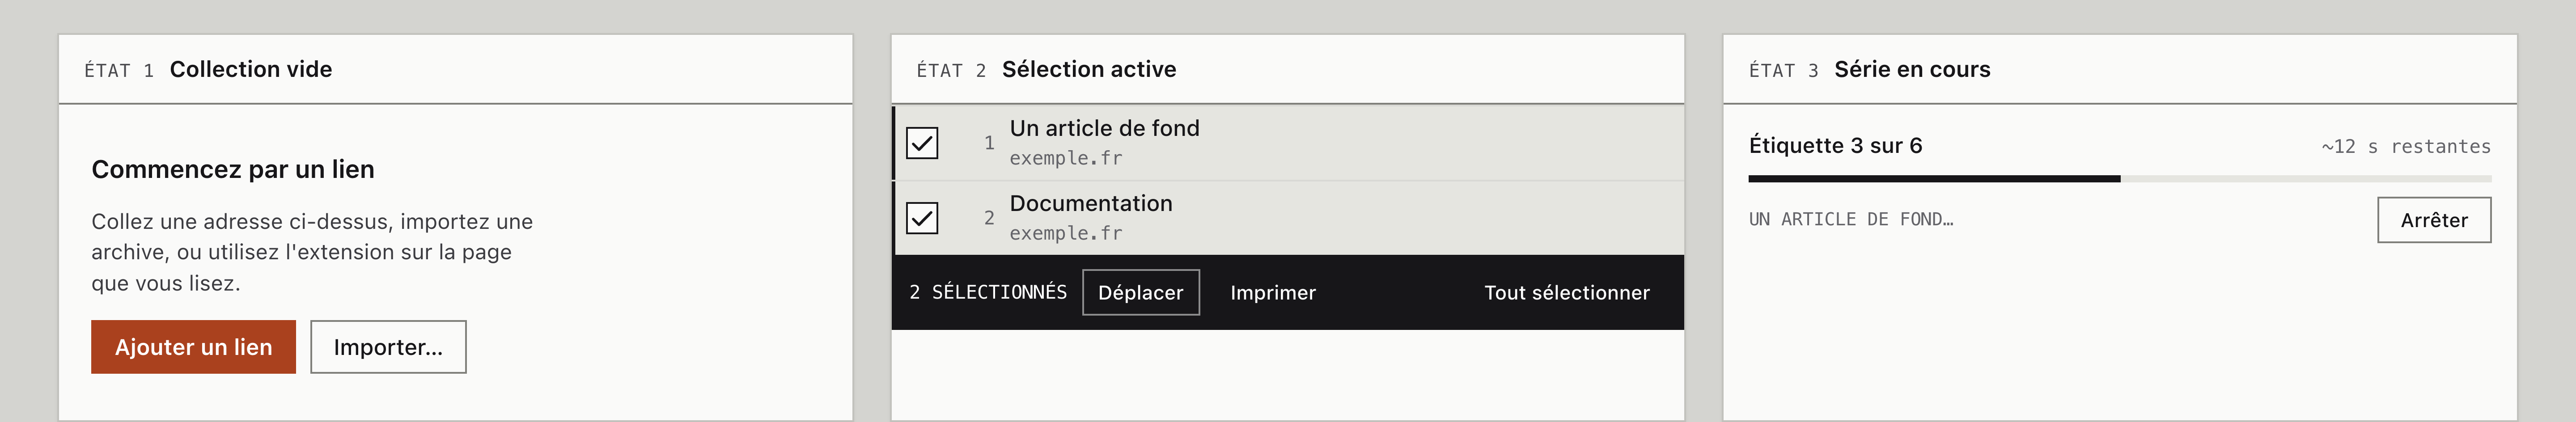 ÉTAT 1 Collection vide
Commencez par un lien
Collez une adresse ci-dessus, importez une
archive, ou utilisez l'extension sur la page
que vous lisez.
Ajouter un lien
Importer…
ÉTAT 2 Sélection active
1 Un article de fond
exemple.fr
2 Documentation
exemple.fr
2 SÉLECTIONNÉS Déplacer Imprimer Tout sélectionner
ÉTAT 3 Série en cours
Étiquette 3 sur 6 ~12 s restantes
UN ARTICLE DE FOND… Arrêter